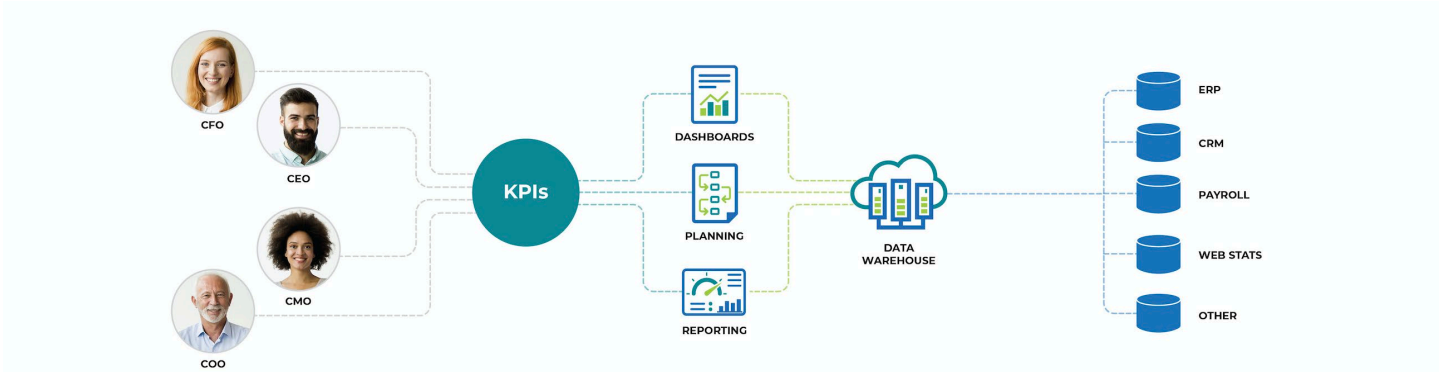 CFO
CEO
CMO
COO
KPIs
DASHBOARDS
PLANNING
REPORTING
DATA
WAREHOUSE
ERP
CRM
PAYROLL
WEB STATS
OTHER